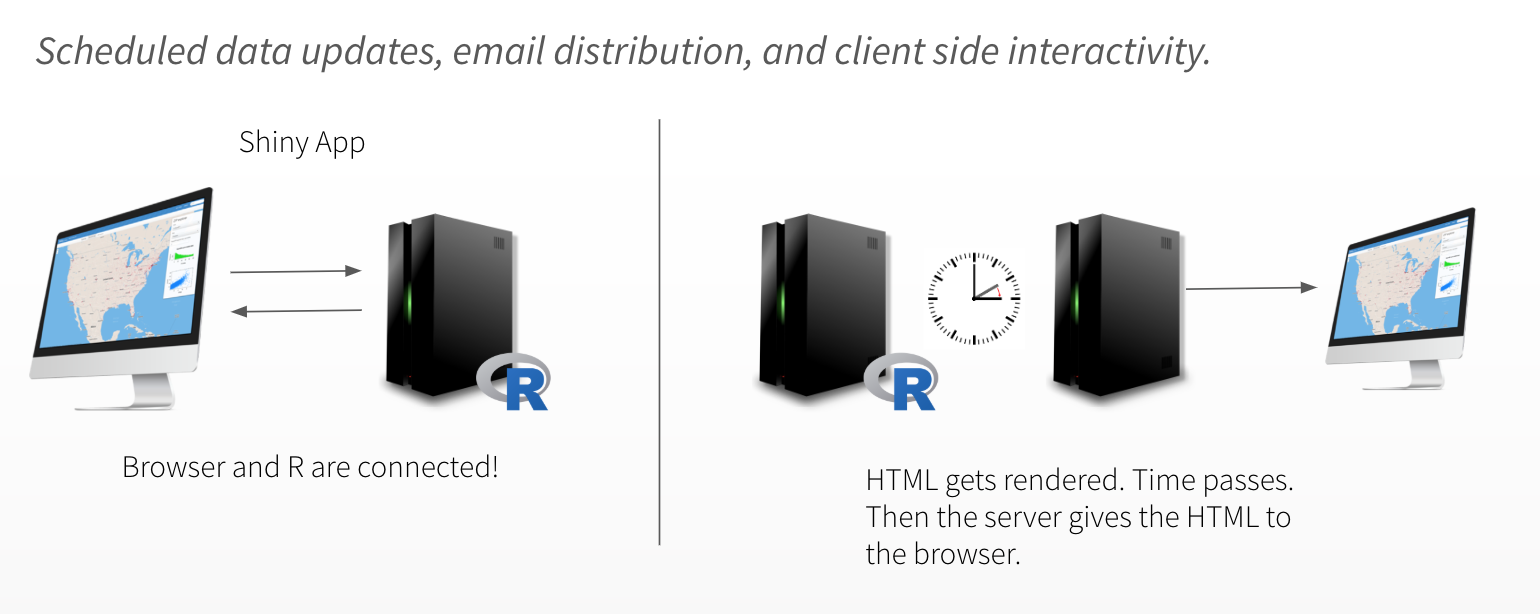 Scheduled data updates, email distribution, and client side interactivity.
Shiny App
R
Browser and R are connected!
R
HTML gets rendered. Time passes.
Then the server gives the HTML to
the browser.